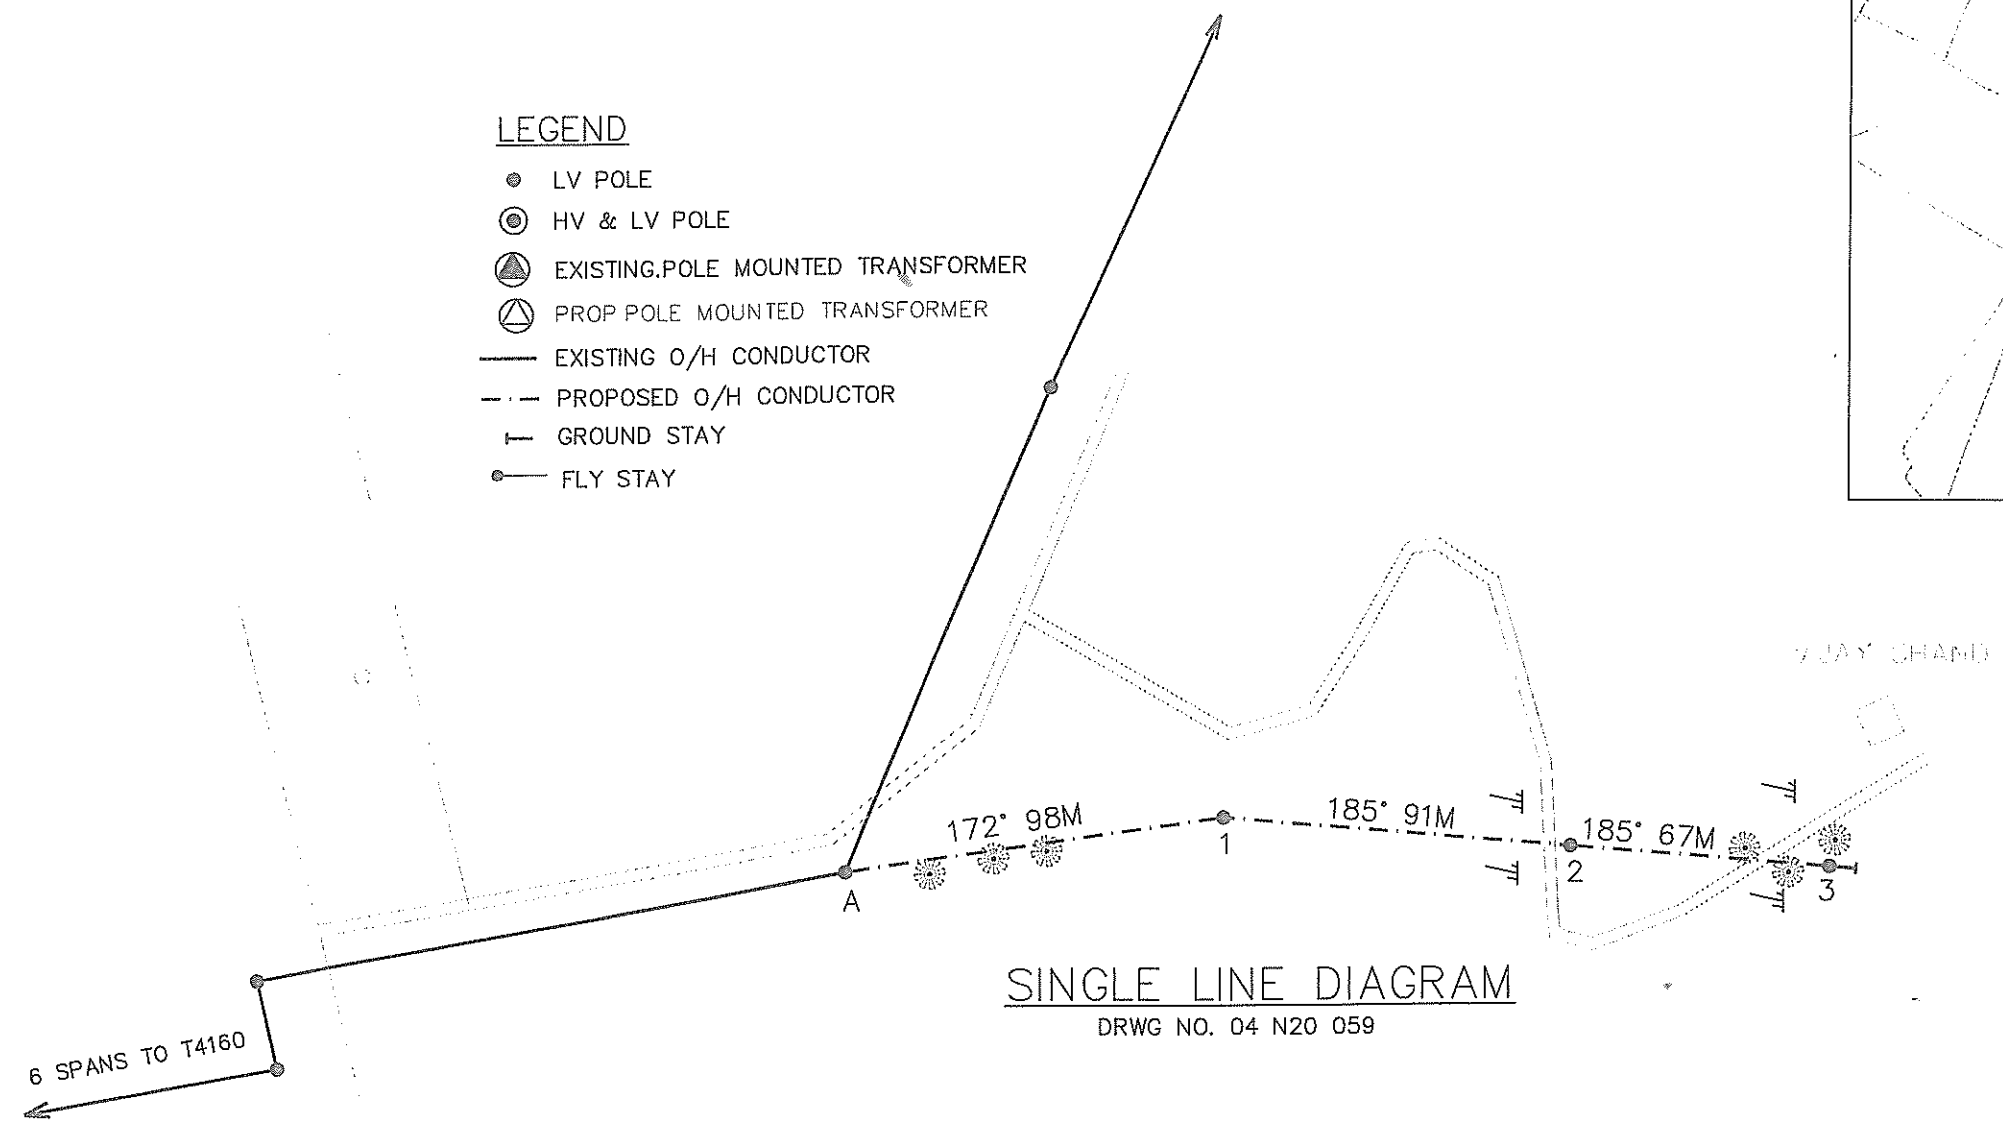 LEGEND
LV POLE
HV & LV POLE
EXISTING.POLE MOUNTED TRANSFORMER
PROP POLE MOUNTED TRANSFORMER
EXISTING O/H CONDUCTOR
PROPOSED O/H CONDUCTOR
GROUND STAY
FLY STAY
VIJAY CHAND
172° 98M
185° 91M
185° 67M
1
2
3
A
SINGLE LINE DIAGRAM
DRWG NO. 04 N20 059
6 SPANS TO T4160